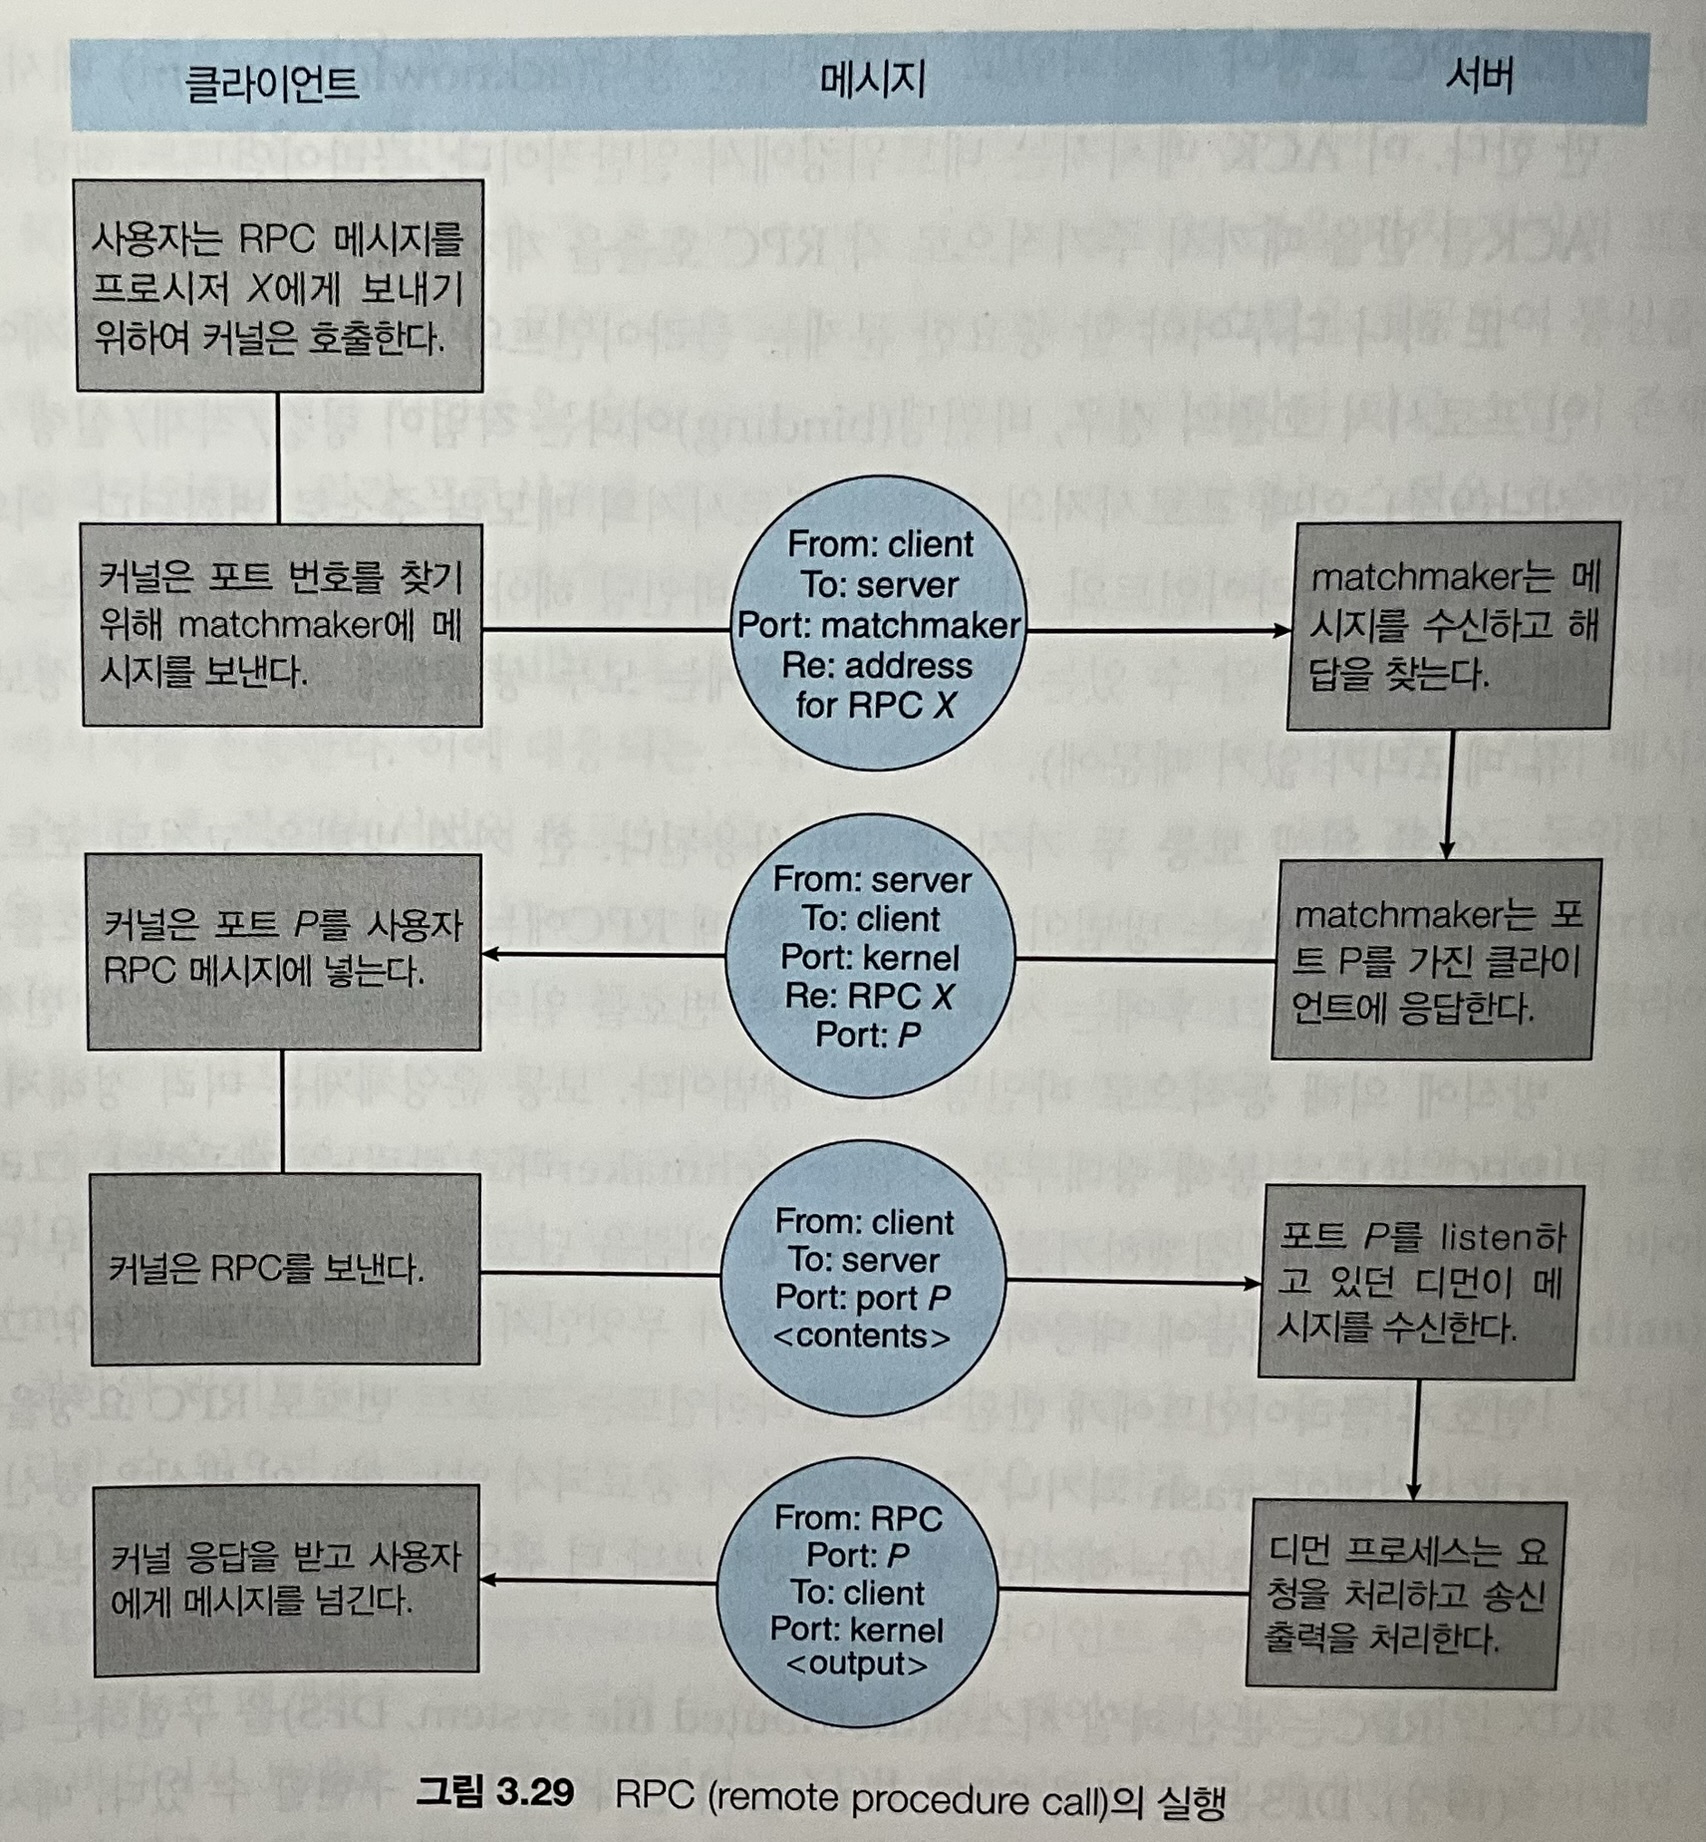 클라이언트 메시지 서버
사용자는 RPC 메시지를
프로시저 X에게 보내기
위하여 커널은 호출한다.
커널은 포트 번호를 찾기
위해 matchmaker에 메
시지를 보낸다.
From: client
To: server
Port: matchmaker
Re: address
for RPC X
matchmaker는 메
시지를 수신하고 해
답을 찾는다.
커널은 포트 P를 사용자
RPC 메시지에 넣는다.
From: server
To: client
Port: kernel
Re: RPC X
Port: P
matchmaker는 포
트 P를 가진 클라이
언트에 응답한다.
커널은 RPC를 보낸다.
From: client
To: server
Port: port P
<contents>
포트 P를 listen하
고 있던 디먼이 메
시지를 수신한다.
커널 응답을 받고 사용자
에게 메시지를 넘긴다.
From: RPC
Port: P
To: client
Port: kernel
<output>
디먼 프로세스는 요
청을 처리하고 송신
출력을 처리한다.
그림 3.29 RPC (remote procedure call)의 실행